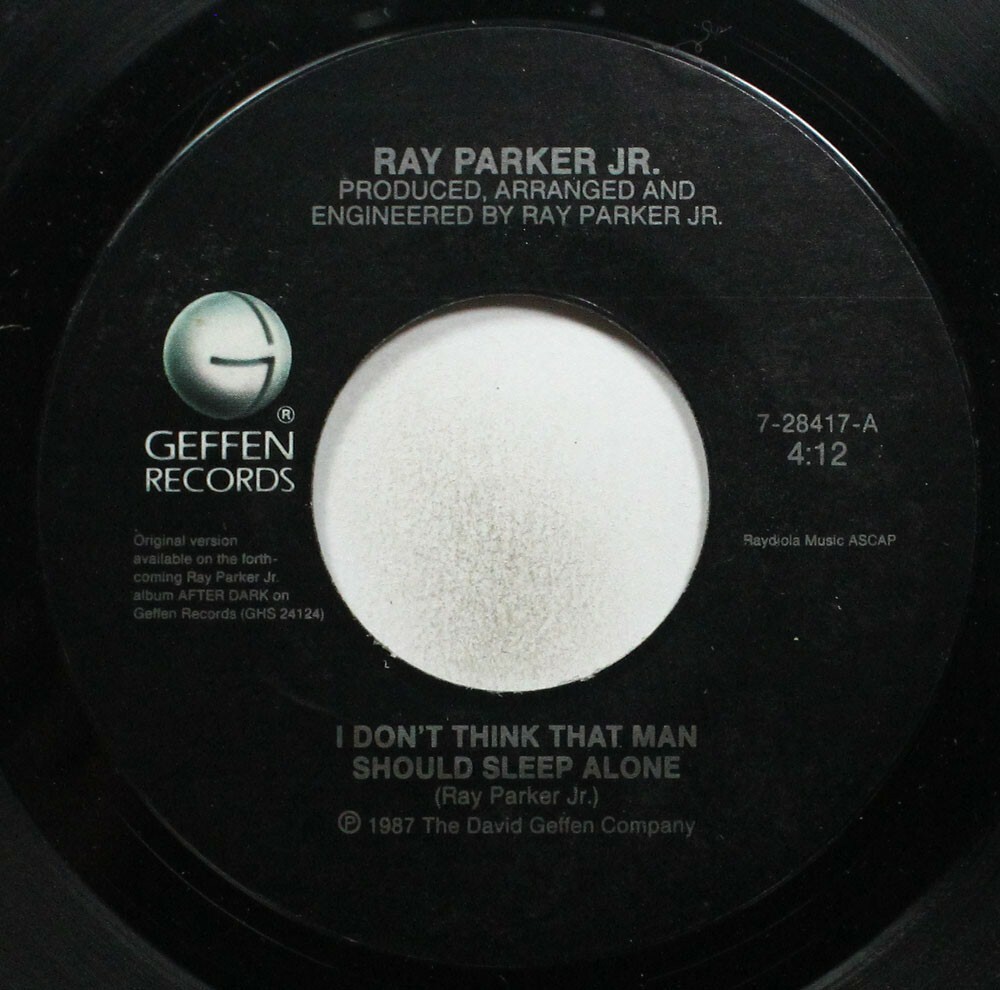 RAY PARKER JR.
PRODUCED, ARRANGED AND
ENGINEERED BY RAY PARKER JR.
®
GEFFEN
RECORDS
7-28417-A
4:12
Original version
available on the forth-
coming Ray Parker Jr.
album AFTER DARK on
Geffen Records (GHS 24124)
Raydiola Music ASCAP
I DON'T THINK THAT MAN
SHOULD SLEEP ALONE
(Ray Parker Jr.)
℗ 1987 The David Geffen Company